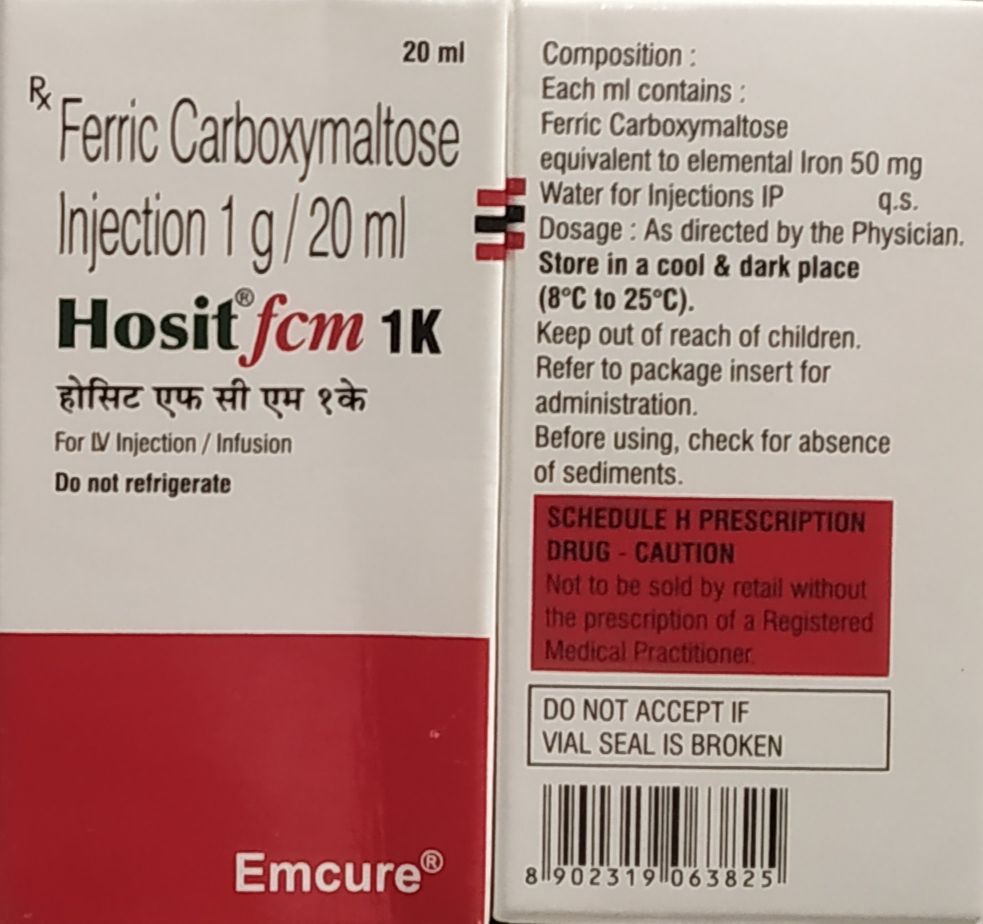 20 ml
Rx
Ferric Carboxymaltose
Injection 1 g / 20 ml
Hosit® fcm 1K
होसिट एफ सी एम १के
For I.V Injection / Infusion
Do not refrigerate
Emcure®
Composition :
Each ml contains :
Ferric Carboxymaltose
equivalent to elemental Iron 50 mg
Water for Injections IP q.s.
Dosage : As directed by the Physician.
Store in a cool & dark place
(8°C to 25°C).
Keep out of reach of children.
Refer to package insert for
administration.
Before using, check for absence
of sediments.
SCHEDULE H PRESCRIPTION
DRUG - CAUTION
Not to be sold by retail without
the prescription of a Registered
Medical Practitioner.
DO NOT ACCEPT IF
VIAL SEAL IS BROKEN
8 902319 063825